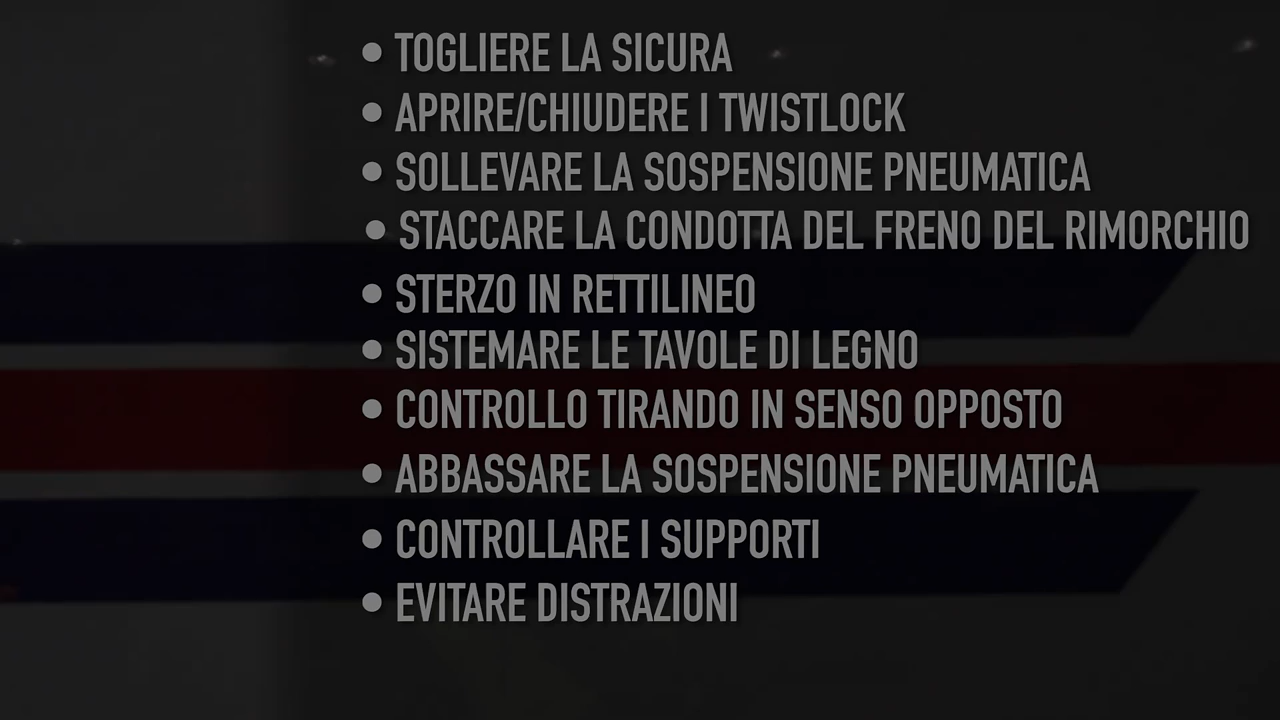 • TOGLIERE LA SICURA
• APRIRE/CHIUDERE I TWISTLOCK
• SOLLEVARE LA SOSPENSIONE PNEUMATICA
• STACCARE LA CONDOTTA DEL FRENO DEL RIMORCHIO
• STERZO IN RETTILINEO
• SISTEMARE LE TAVOLE DI LEGNO
• CONTROLLO TIRANDO IN SENSO OPPOSTO
• ABBASSARE LA SOSPENSIONE PNEUMATICA
• CONTROLLARE I SUPPORTI
• EVITARE DISTRAZIONI